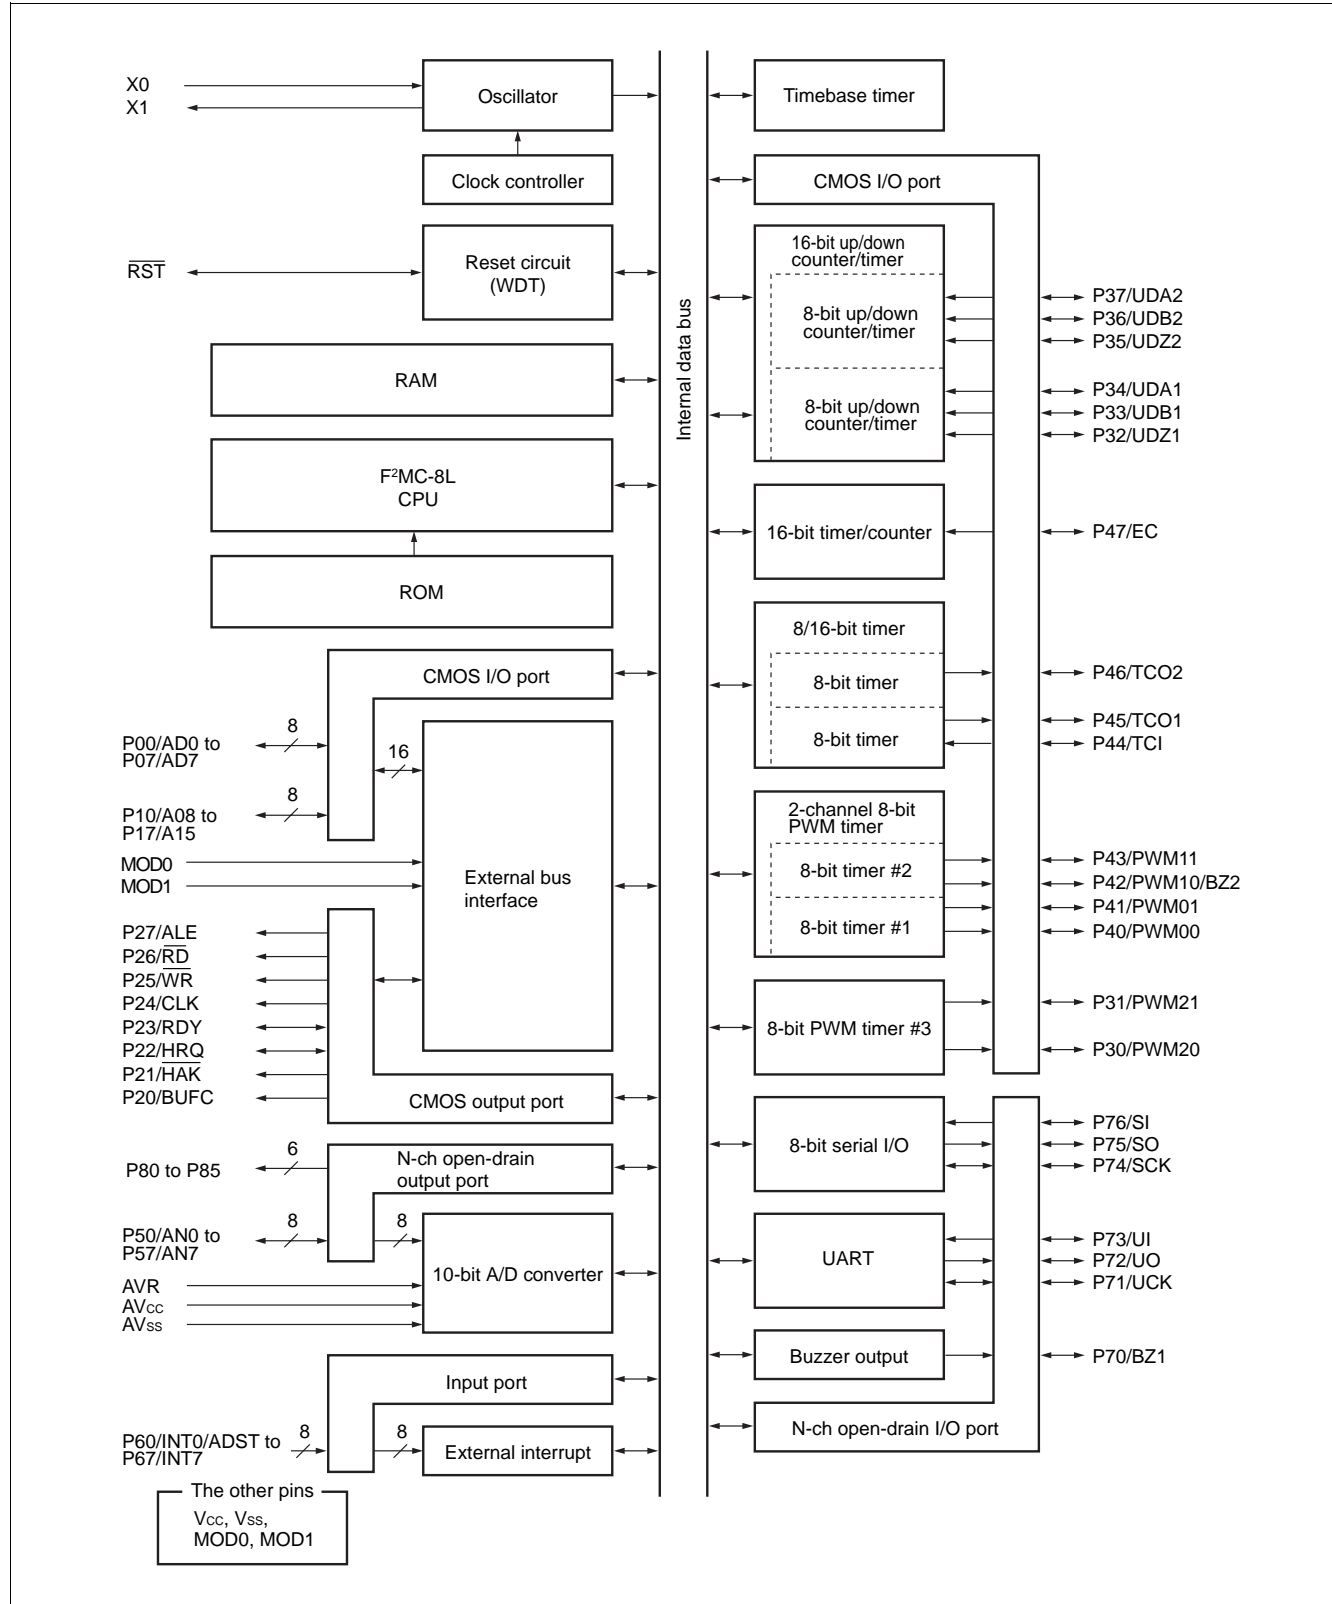 X0
X1
Oscillator
Clock controller
RST
Reset circuit
(WDT)
RAM
F²MC-8L
CPU
ROM
CMOS I/O port
P00/AD0 to
P07/AD7
8
16
P10/A08 to
P17/A15
8
MOD0
MOD1
External bus
interface
P27/ALE
P26/RD
P25/WR
P24/CLK
P23/RDY
P22/HRQ
P21/HAK
P20/BUFC
CMOS output port
P80 to P85
6
N-ch open-drain
output port
P50/AN0 to
P57/AN7
8
8
10-bit A/D converter
AVR
AVCC
AVSS
Input port
P60/INT0/ADST to
P67/INT7
8
8
External interrupt
The other pins
VCC, VSS,
MOD0, MOD1
Internal data bus
Timebase timer
CMOS I/O port
16-bit up/down
counter/timer
8-bit up/down
counter/timer
8-bit up/down
counter/timer
P37/UDA2
P36/UDB2
P35/UDZ2
P34/UDA1
P33/UDB1
P32/UDZ1
16-bit timer/counter
P47/EC
8/16-bit timer
8-bit timer
8-bit timer
P46/TCO2
P45/TCO1
P44/TCI
2-channel 8-bit
PWM timer
8-bit timer #2
8-bit timer #1
P43/PWM11
P42/PWM10/BZ2
P41/PWM01
P40/PWM00
8-bit PWM timer #3
P31/PWM21
P30/PWM20
8-bit serial I/O
P76/SI
P75/SO
P74/SCK
UART
P73/UI
P72/UO
P71/UCK
Buzzer output
P70/BZ1
N-ch open-drain I/O port